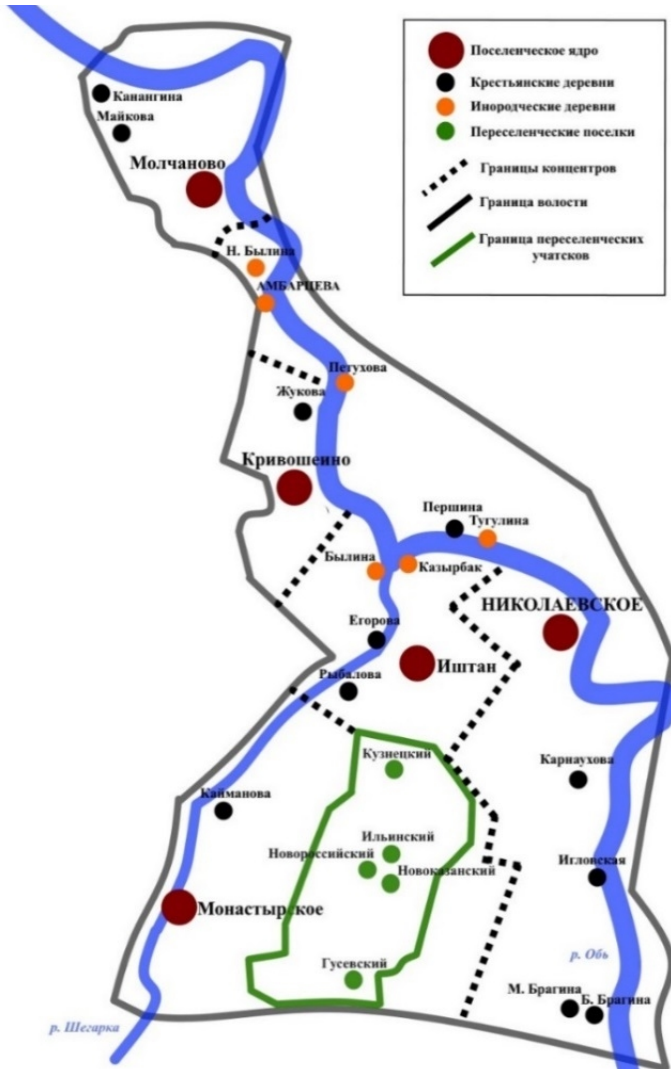 Поселенческое ядро
Крестьянские деревни
Инородческие деревни
Переселенческие поселки
Границы концентров
Граница волости
Граница переселенческих
учатсков
Канангина
Майкова
Молчаново
Н. Былина
АМБАРЦЕВА
Петухова
Жукова
Кривошеино
Першина
Тугулина
Былина
Казырбак
НИКОЛАЕВСКОЕ
Егорова
Иштан
Рыбалова
Кузнецкий
Карнаухова
Кайманова
Ильинский
Новороссийский
Новоказанский
Игловская
Монастырское
р. Обь
Гусевский
М. Брагина
Б. Брагина
р. Шегарка